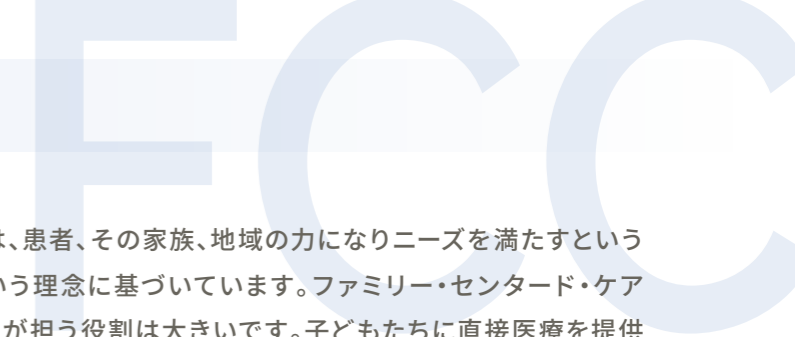 FCC
は、患者、その家族、地域の力になりニーズを満たすという
いう理念に基づいています。ファミリー・センタード・ケア
が担う役割は大きいです。子どもたちに直接医療を提供